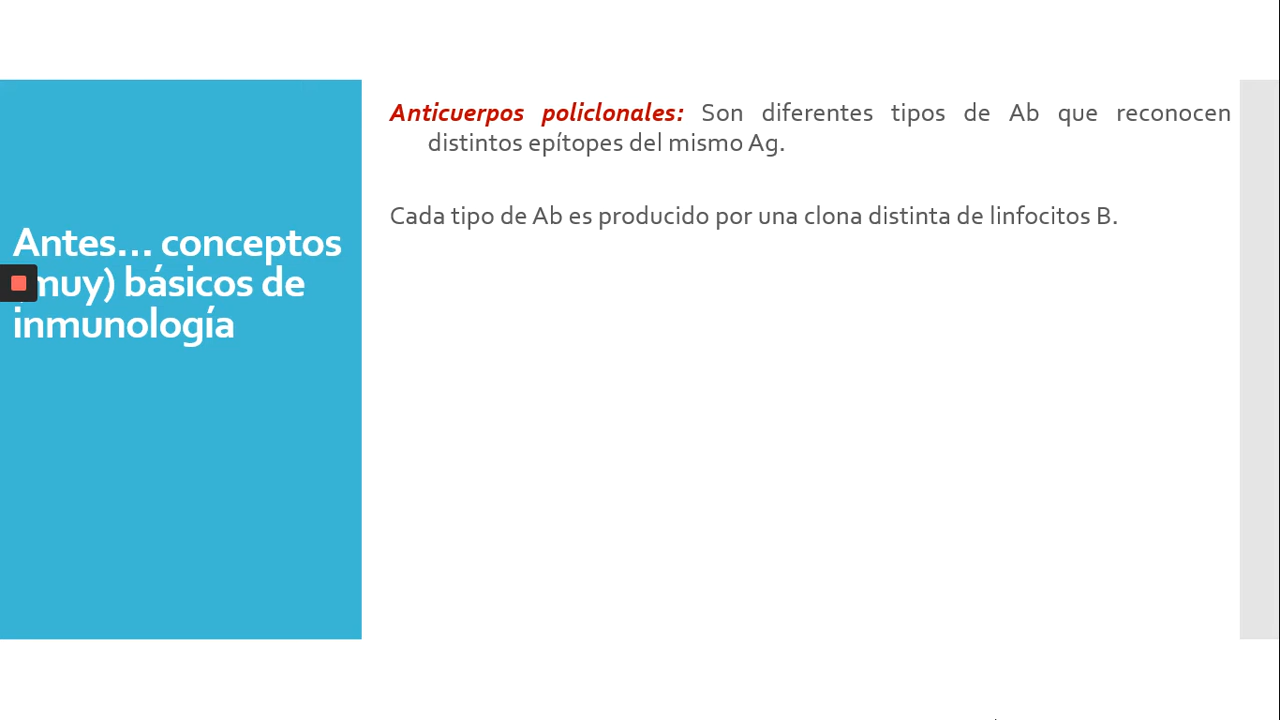 Antes... conceptos
muy) básicos de
inmunología
Anticuerpos policlonales: Son diferentes tipos de Ab que reconocen
distintos epítopes del mismo Ag.
Cada tipo de Ab es producido por una clona distinta de linfocitos B.